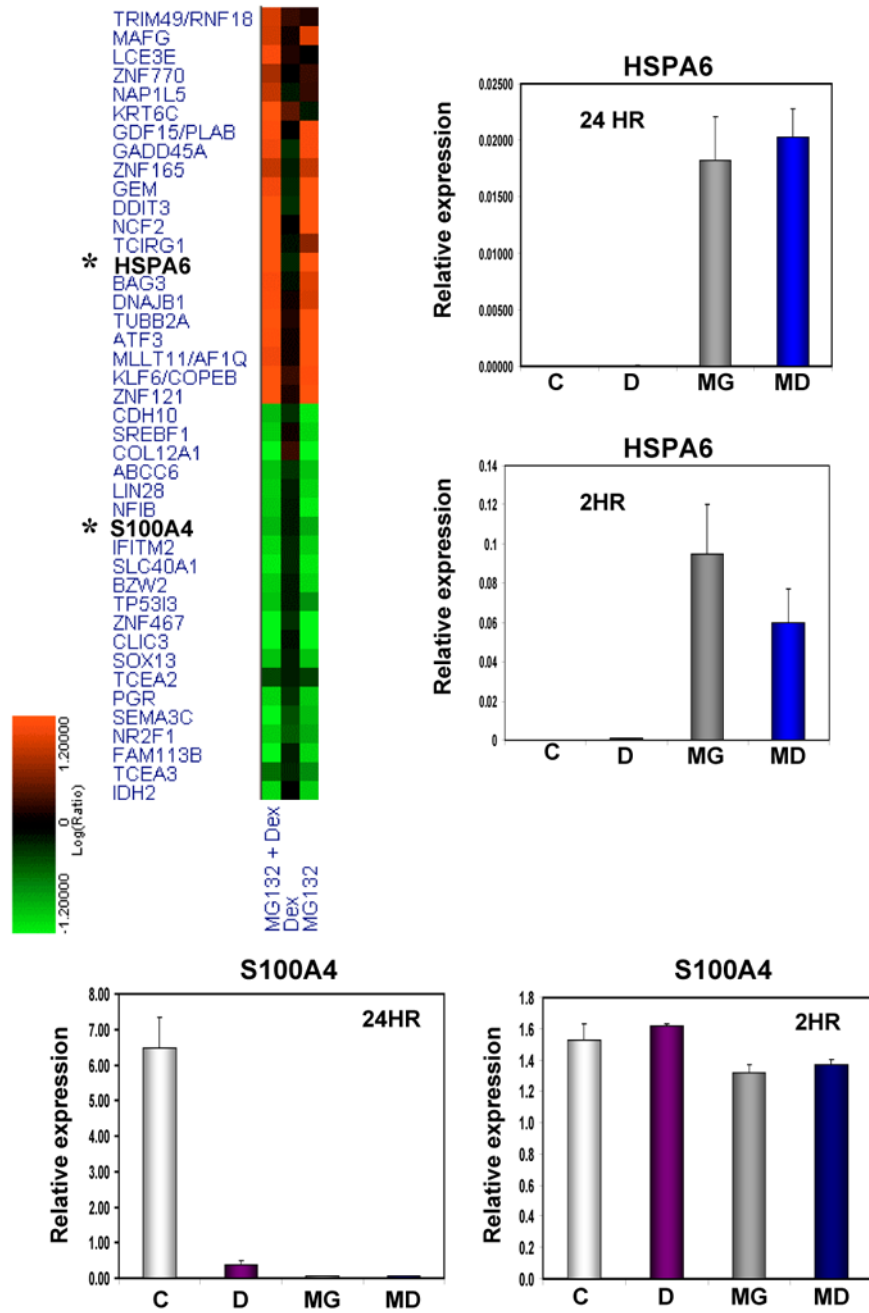 TRIM49/RNF18
MAFG
LCE3E
ZNF770
NAP1L5
KRT6C
GDF15/PLAB
GADD45A
ZNF165
GEM
DDIT3
NCF2
TCIRG1
* HSPA6
BAG3
DNAJB1
TUBB2A
ATF3
MLLT11/AF1Q
KLF6/COPEB
ZNF121
CDH10
SREBF1
COL12A1
ABCC6
LIN28
NFIB
* S100A4
IFITM2
SLC40A1
BZW2
TP53I3
ZNF467
CLIC3
SOX13
TCEA2
PGR
SEMA3C
NR2F1
FAM113B
TCEA3
IDH2
MG132 + Dex
Dex
MG132
1.20000
0
-1.20000
Log(Ratio)
HSPA6
24 HR
Relative expression
0.02500
0.02000
0.01500
0.01000
0.00500
0.00000
C D MG MD
HSPA6
2HR
Relative expression
0.14
0.12
0.1
0.08
0.06
0.04
0.02
0
C D MG MD
S100A4
24HR
Relative expression
8.00
7.00
6.00
5.00
4.00
3.00
2.00
1.00
0.00
C D MG MD
S100A4
2HR
Relative expression
1.8
1.6
1.4
1.2
1.0
0.8
0.6
0.4
0.2
0.0
C D MG MD